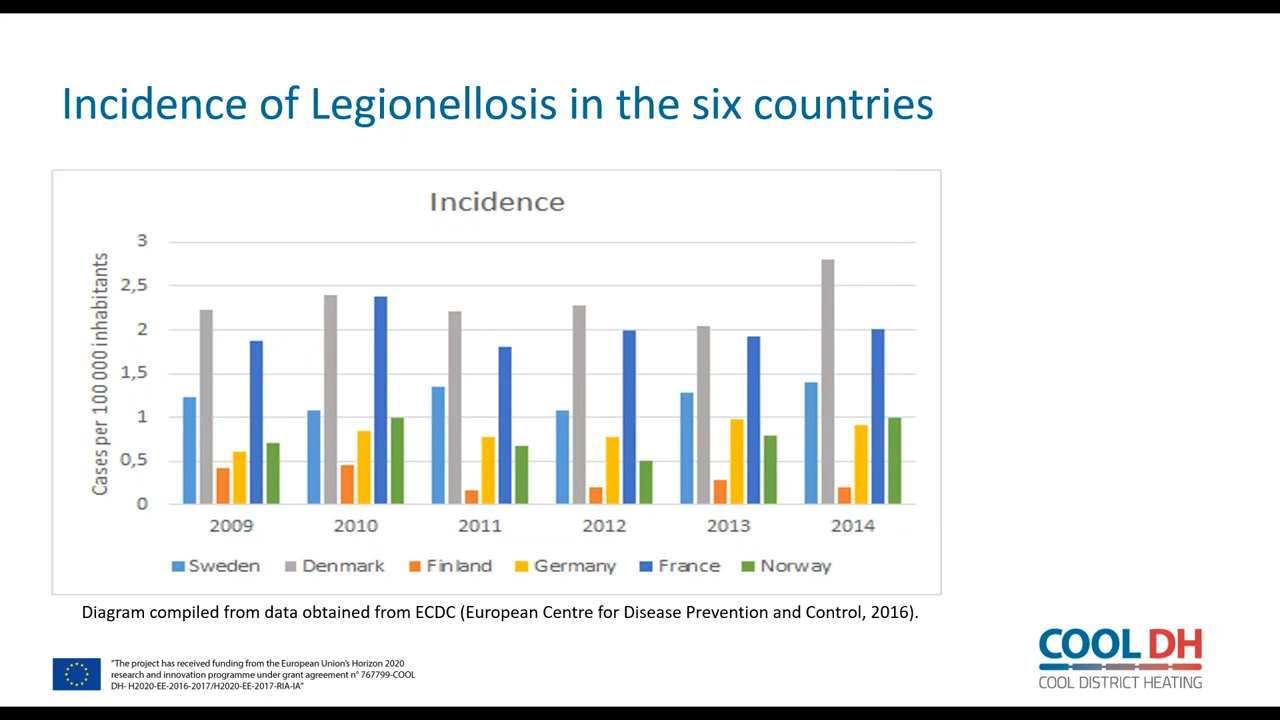 Incidence of Legionellosis in the six countries
Incidence
Cases per 100 000 inhabitants
3
2,5
2
1,5
1
0,5
0
2009 2010 2011 2012 2013 2014
Sweden Denmark Finland Germany France Norway
Diagram compiled from data obtained from ECDC (European Centre for Disease Prevention and Control, 2016).
"The project has received funding from the European Union's Horizon 2020
research and innovation programme under grant agreement n° 767799-COOL
DH- H2020-EE-2016-2017/H2020-EE-2017-RIA-IA"
COOL DH
COOL DISTRICT HEATING